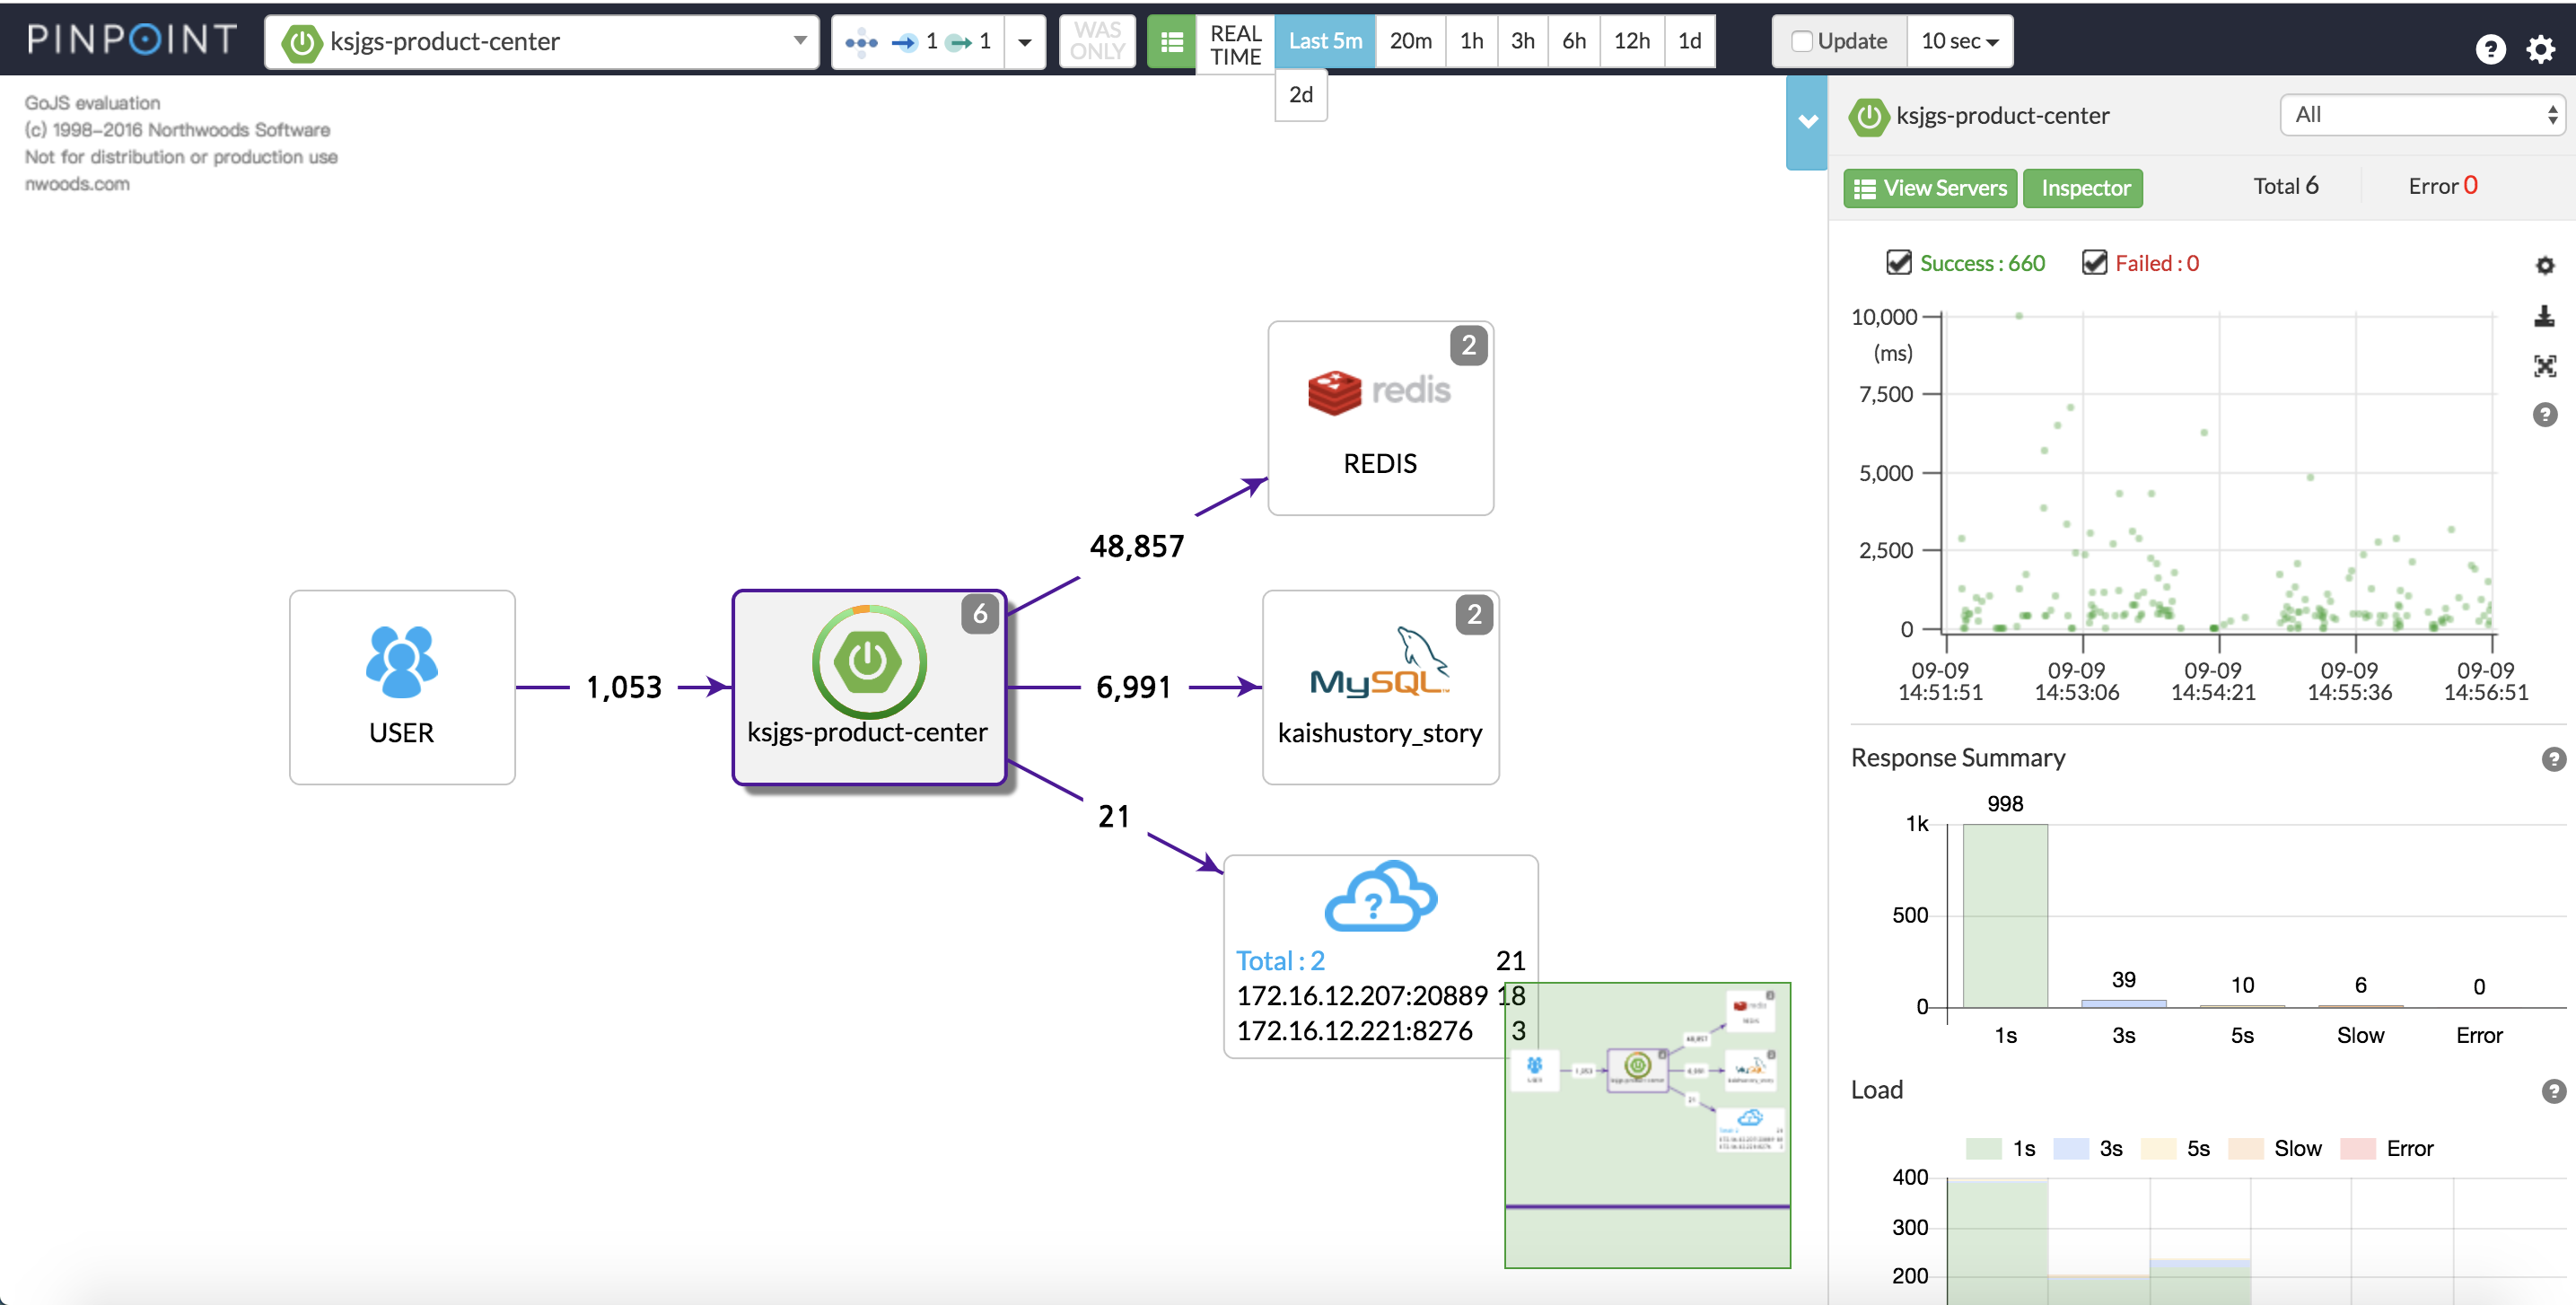 PINPOINT
ksjgs-product-center
1
1
WAS ONLY
REAL TIME
Last 5m
20m
1h
3h
6h
12h
1d
2d
Update
10 sec
GoJS evaluation
(c) 1998-2016 Northwoods Software
Not for distribution or production use
nwoods.com
USER
1,053
6
ksjgs-product-center
48,857
2
redis
REDIS
6,991
2
MySQL
kaishustory_story
21
?
Total : 2 21
172.16.12.207:20889 18
172.16.12.221:8276 3
ksjgs-product-center
All
View Servers
Inspector
Total 6
Error 0
Success : 660
Failed : 0
10,000
(ms)
7,500
5,000
2,500
0
09-09 14:51:51
09-09 14:53:06
09-09 14:54:21
09-09 14:55:36
09-09 14:56:51
Response Summary
998
39
10
6
0
1k
500
0
1s
3s
5s
Slow
Error
Load
1s
3s
5s
Slow
Error
400
300
200